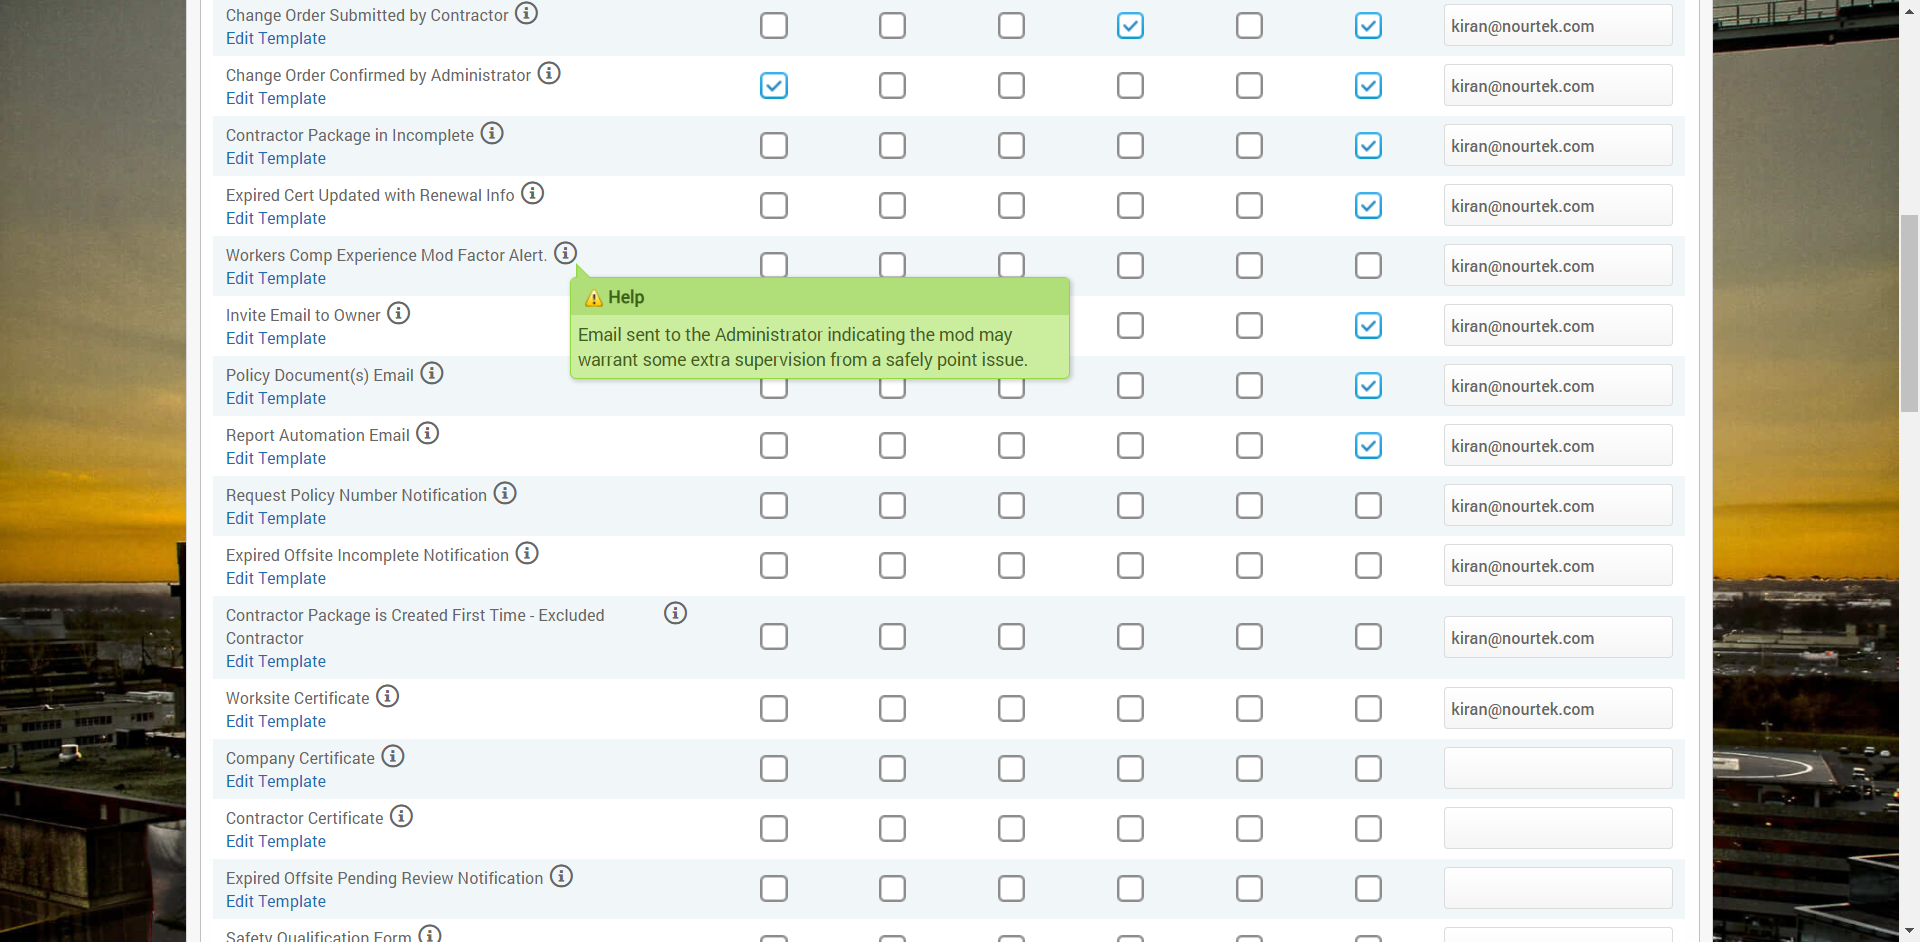 Change Order Submitted by Contractor
Edit Template
kiran@nourtek.com
Change Order Confirmed by Administrator
Edit Template
kiran@nourtek.com
Contractor Package in Incomplete
Edit Template
kiran@nourtek.com
Expired Cert Updated with Renewal Info
Edit Template
kiran@nourtek.com
Workers Comp Experience Mod Factor Alert.
Edit Template
kiran@nourtek.com
Help
Email sent to the Administrator indicating the mod may
warrant some extra supervision from a safely point issue.
Invite Email to Owner
Edit Template
kiran@nourtek.com
Policy Document(s) Email
Edit Template
kiran@nourtek.com
Report Automation Email
Edit Template
kiran@nourtek.com
Request Policy Number Notification
Edit Template
kiran@nourtek.com
Expired Offsite Incomplete Notification
Edit Template
kiran@nourtek.com
Contractor Package is Created First Time - Excluded
Contractor
Edit Template
kiran@nourtek.com
Worksite Certificate
Edit Template
kiran@nourtek.com
Company Certificate
Edit Template
Contractor Certificate
Edit Template
Expired Offsite Pending Review Notification
Edit Template
Safety Qualification Form